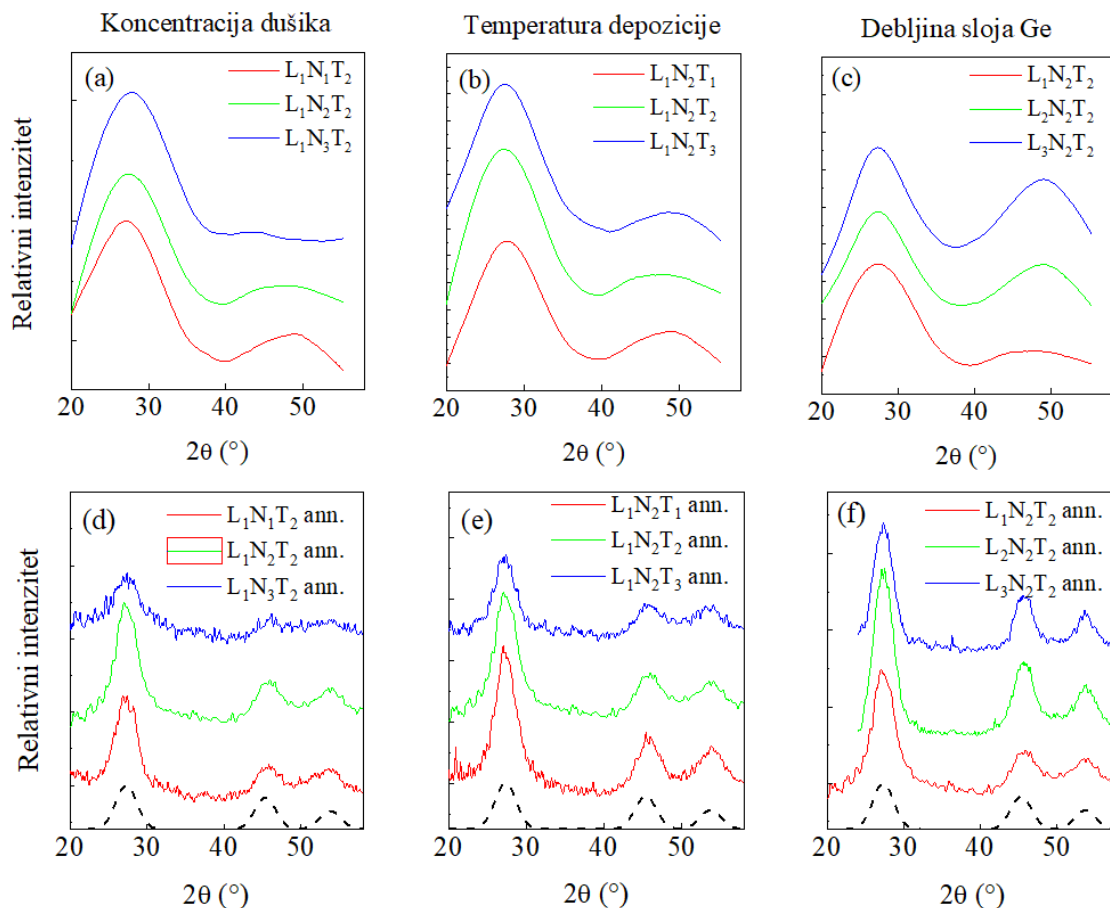 Koncentracija dušika
Temperatura depozicije
Debljina sloja Ge
Relativni intenzitet
(a)
L₁N₁T₂
L₁N₂T₂
L₁N₃T₂
20 30 40 50
2θ (°)
(b)
L₁N₂T₁
L₁N₂T₂
L₁N₂T₃
20 30 40 50
2θ (°)
(c)
L₁N₂T₂
L₂N₂T₂
L₃N₂T₂
20 30 40 50
2θ (°)
Relativni intenzitet
(d)
L₁N₁T₂ ann.
L₁N₂T₂ ann.
L₁N₃T₂ ann.
20 30 40 50
2θ (°)
(e)
L₁N₂T₁ ann.
L₁N₂T₂ ann.
L₁N₂T₃ ann.
20 30 40 50
2θ (°)
(f)
L₁N₂T₂ ann.
L₂N₂T₂ ann.
L₃N₂T₂ ann.
20 30 40 50
2θ (°)